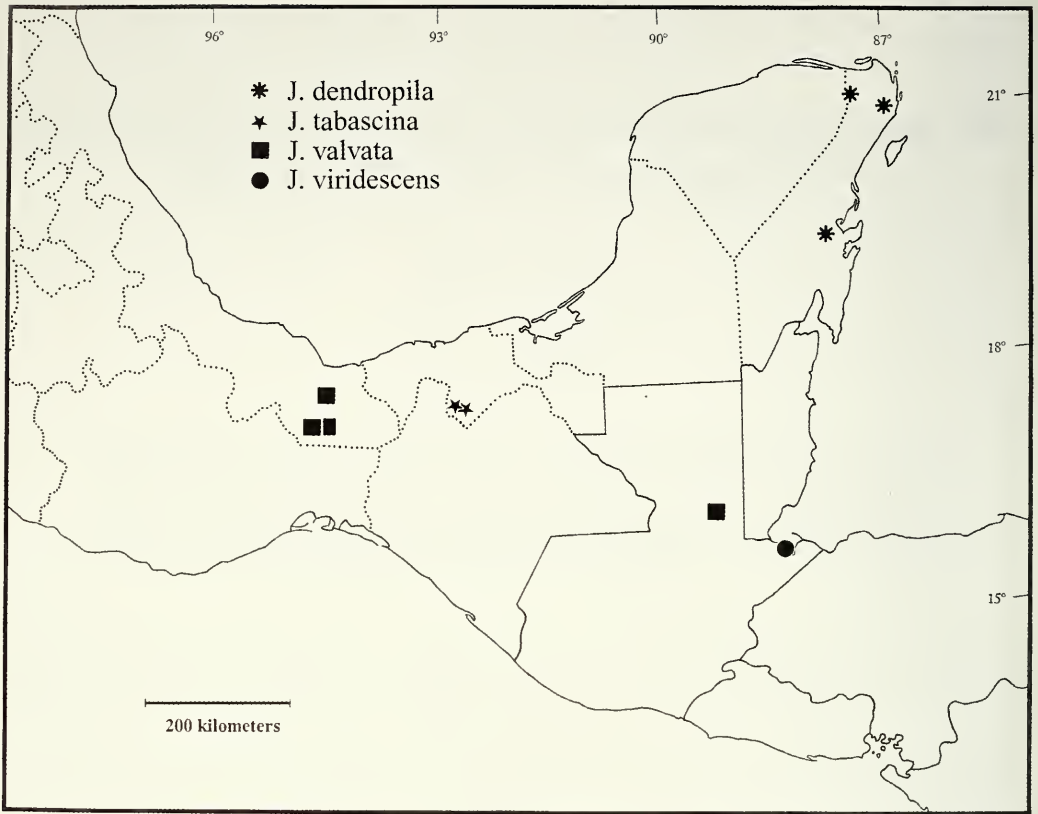 96° 93° 90° 87°
J. dendropila
J. tabascina
J. valvata
J. viridescens
21°
18°
15°
200 kilometers